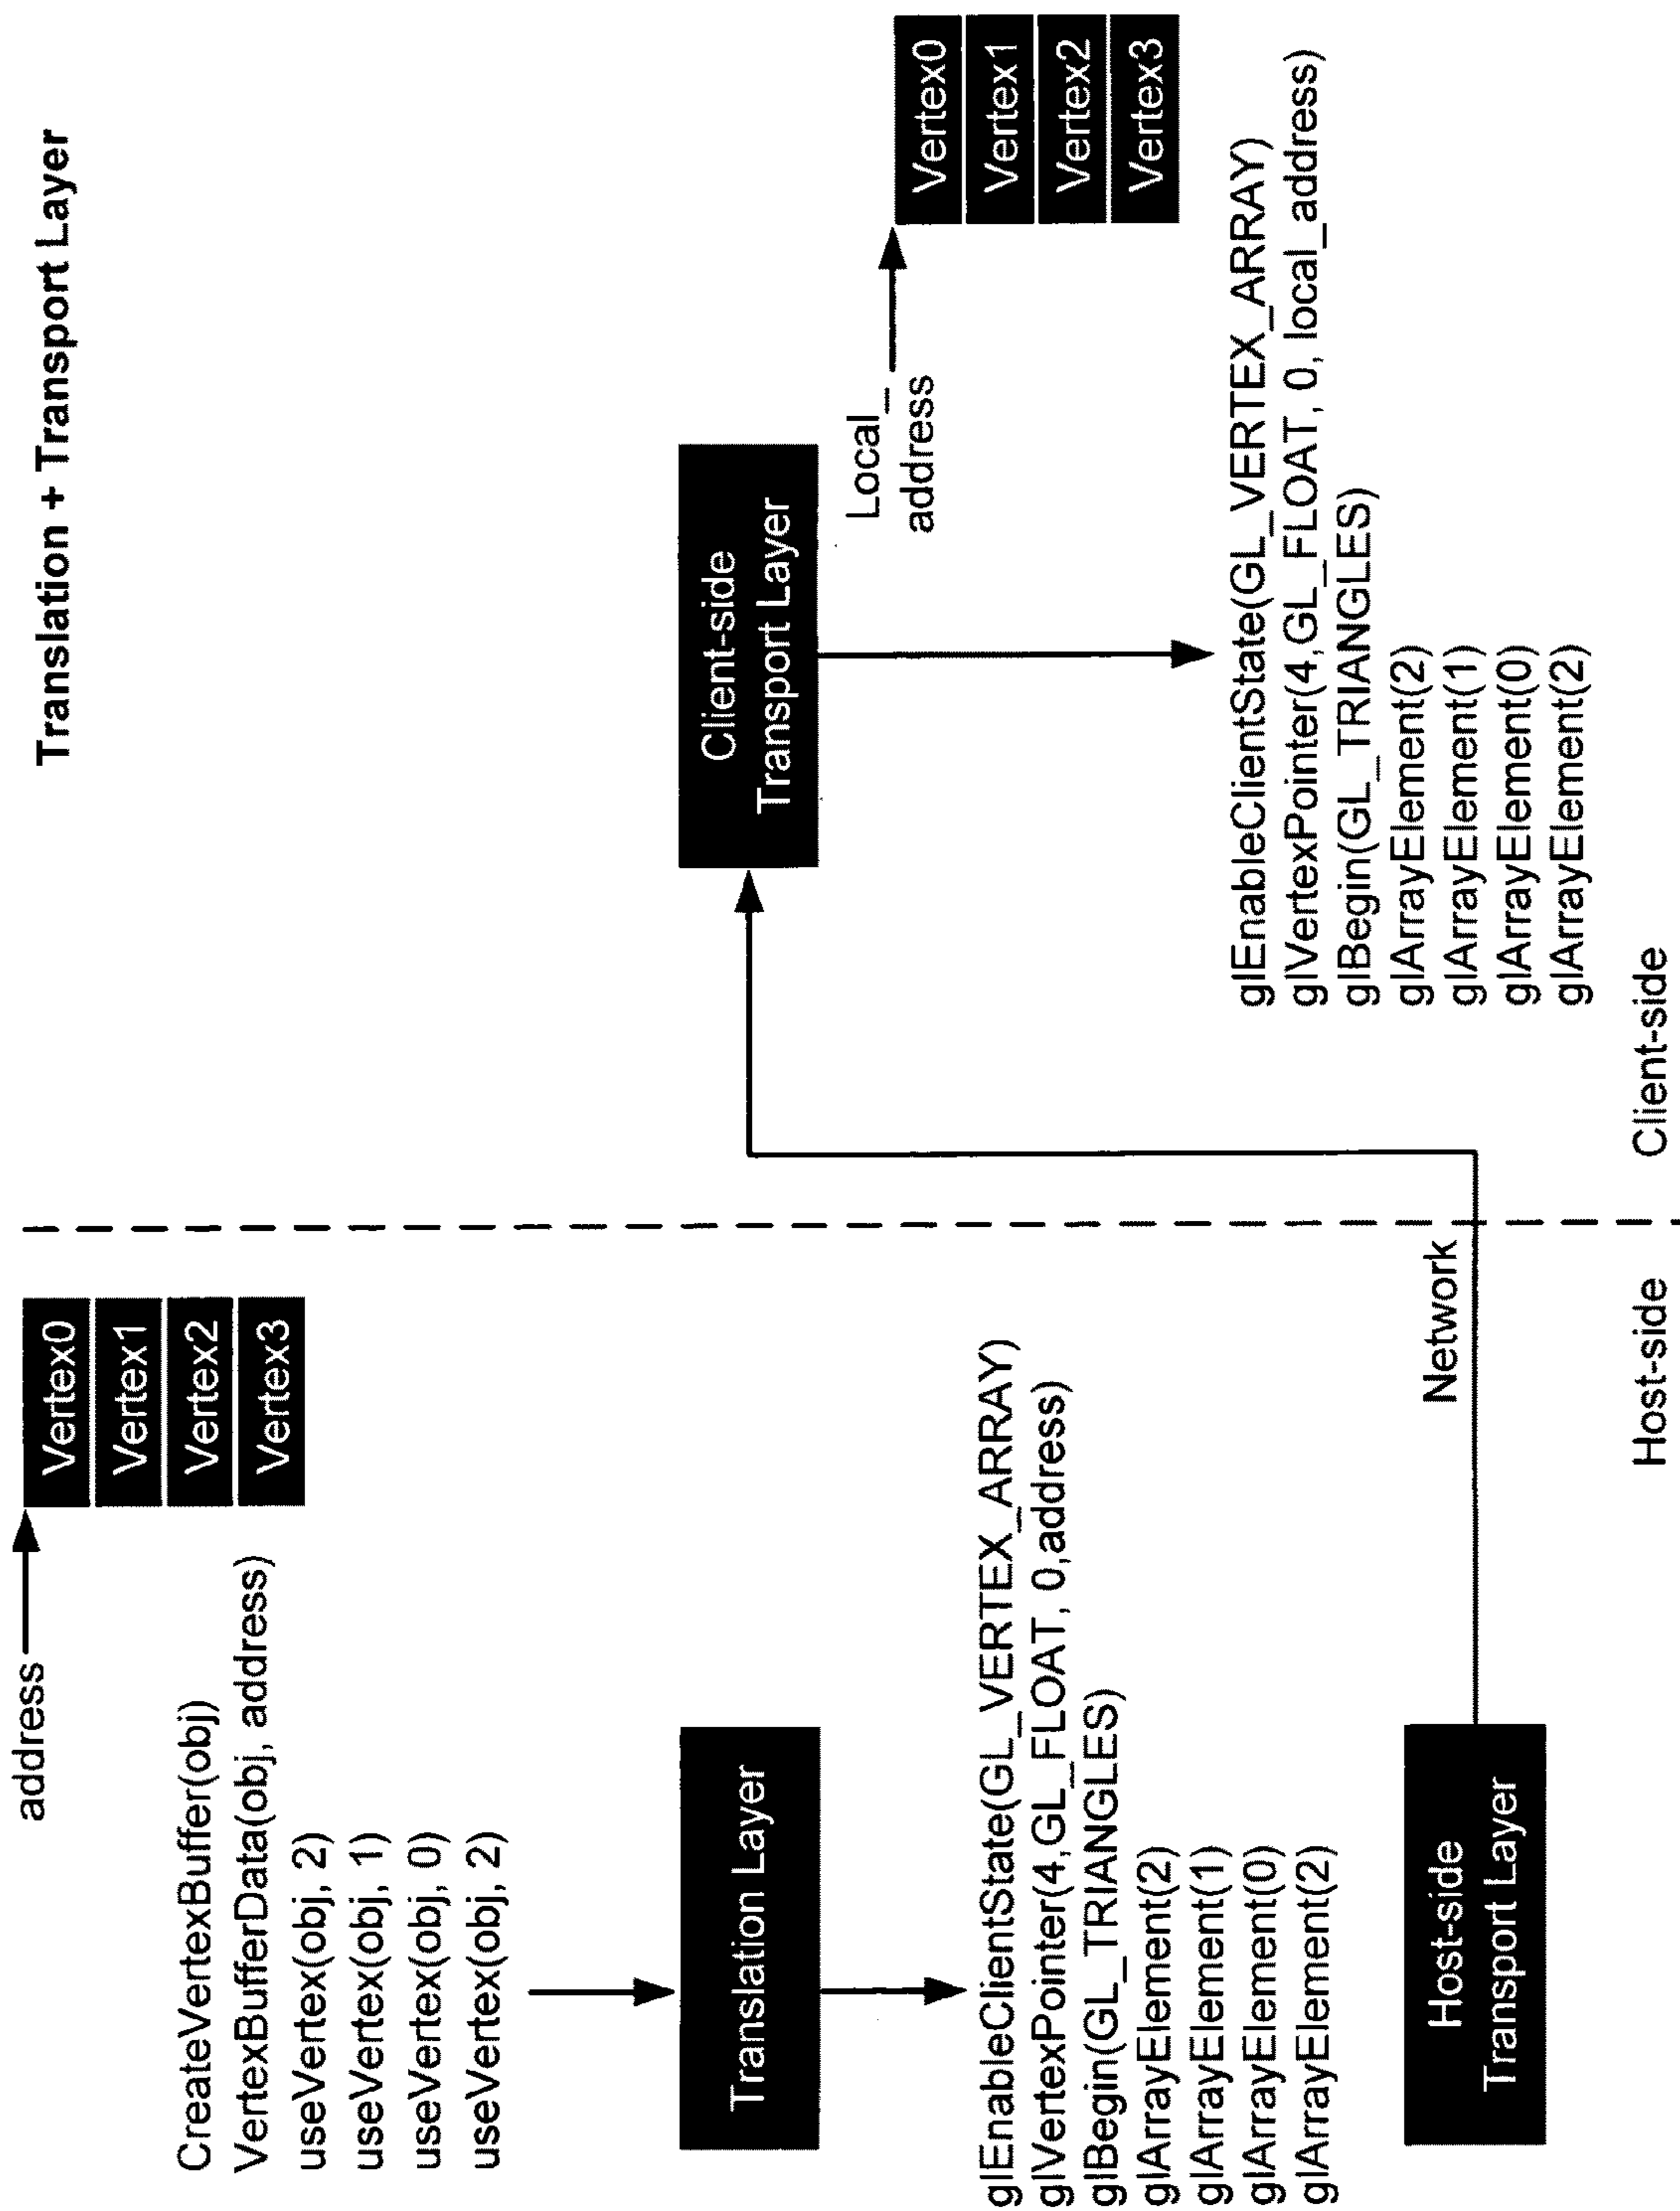 Translation + Transport Layer
address
Vertex0
Vertex1
Vertex2
Vertex3
CreateVertexBuffer(obj)
VertexBufferData(obj, address)
useVertex(obj, 2)
useVertex(obj, 1)
useVertex(obj, 0)
useVertex(obj, 2)
Translation Layer
glEnableClientState(GL_VERTEX_ARRAY)
glVertexPointer(4,GL_FLOAT, 0,address)
glBegin(GL_TRIANGLES)
glArrayElement(2)
glArrayElement(1)
glArrayElement(0)
glArrayElement(2)
Host-side
Transport Layer
Network
Host-side
Client-side
Transport Layer
Local_
address
Vertex0
Vertex1
Vertex2
Vertex3
glEnableClientState(GL_VERTEX_ARRAY)
glVertexPointer(4,GL_FLOAT, 0, local_address)
glBegin(GL_TRIANGLES)
glArrayElement(2)
glArrayElement(1)
glArrayElement(0)
glArrayElement(2)
Client-side